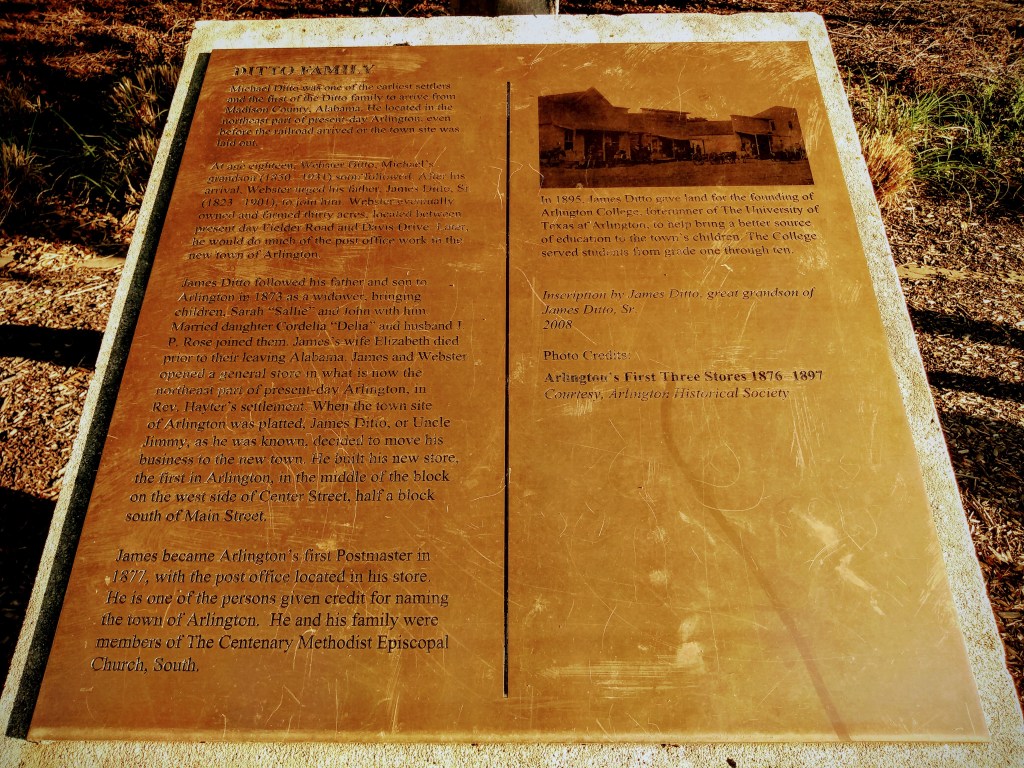 DITTO FAMILY
Michael Ditto was one of the earliest settlers
and the first of the Ditto family to arrive from
Madison County, Alabama. He located in the
northeast part of present-day Arlington, even
before the railroad arrived or the town site was
laid out.
At age eighteen, Webster Ditto, Michael's
grandson (1850 - 1931) soon followed. After his
arrival, Webster urged his father, James Ditto, Sr.
(1823 - 1901), to join him. Webster eventually
owned and farmed thirty acres, located between
present day Fielder Road and Davis Drive. Later,
he would do much of the post office work in the
new town of Arlington.
James Ditto followed his father and son to
Arlington in 1873 as a widower, bringing
children, Sarah "Sallie" and John with him.
Married daughter Cordelia "Delia" and husband J.
P. Rose joined them. James's wife Elizabeth died
prior to their leaving Alabama. James and Webster
opened a general store in what is now the
northeast part of present-day Arlington, in
Rev. Hayter's settlement. When the town site
of Arlington was platted, James Ditto, or Uncle
Jimmy, as he was known, decided to move his
business to the new town. He built his new store,
the first in Arlington, in the middle of the block
on the west side of Center Street, half a block
south of Main Street.
James became Arlington's first Postmaster in
1877, with the post office located in his store.
He is one of the persons given credit for naming
the town of Arlington. He and his family were
members of The Centenary Methodist Episcopal
Church, South.
In 1895, James Ditto gave land for the founding of
Arlington College, forerunner of The University of
Texas at Arlington, to help bring a better source
of education to the town's children. The College
served students from grade one through ten.
Inscription by James Ditto, great grandson of
James Ditto, Sr.
2008
Photo Credits:
Arlington's First Three Stores 1876-1897
Courtesy, Arlington Historical Society